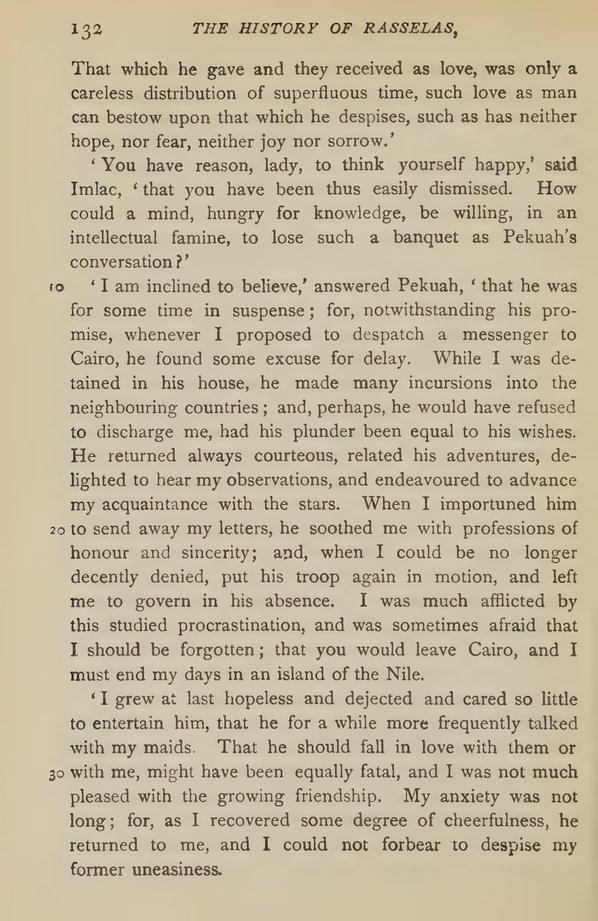 132 THE HISTORY OF RASSELAS,
That which he gave and they received as love, was only a
careless distribution of superfluous time, such love as man
can bestow upon that which he despises, such as has neither
hope, nor fear, neither joy nor sorrow.’
‘ You have reason, lady, to think yourself happy,’ said
Imlac, ‘ that you have been thus easily dismissed. How
could a mind, hungry for knowledge, be willing, in an
intellectual famine, to lose such a banquet as Pekuah’s
conversation ?’
10 ‘ I am inclined to believe,’ answered Pekuah, ‘ that he was
for some time in suspense ; for, notwithstanding his pro-
mise, whenever I proposed to despatch a messenger to
Cairo, he found some excuse for delay. While I was de-
tained in his house, he made many incursions into the
neighbouring countries ; and, perhaps, he would have refused
to discharge me, had his plunder been equal to his wishes.
He returned always courteous, related his adventures, de-
lighted to hear my observations, and endeavoured to advance
my acquaintance with the stars. When I importuned him
20 to send away my letters, he soothed me with professions of
honour and sincerity; and, when I could be no longer
decently denied, put his troop again in motion, and left
me to govern in his absence. I was much afflicted by
this studied procrastination, and was sometimes afraid that
I should be forgotten ; that you would leave Cairo, and I
must end my days in an island of the Nile.
‘ I grew at last hopeless and dejected and cared so little
to entertain him, that he for a while more frequently talked
with my maids. That he should fall in love with them or
30 with me, might have been equally fatal, and I was not much
pleased with the growing friendship. My anxiety was not
long ; for, as I recovered some degree of cheerfulness, he
returned to me, and I could not forbear to despise my
former uneasiness.